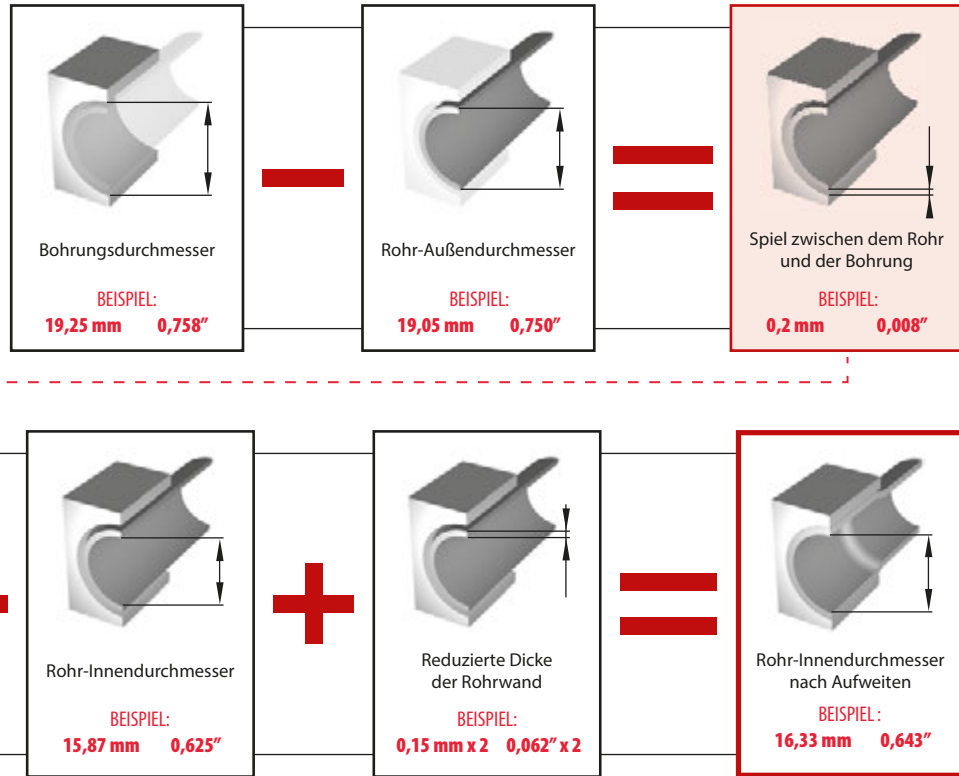 Bohrungsdurchmesser
BEISPIEL:
19,25 mm 0,758″
Rohr-Außendurchmesser
BEISPIEL:
19,05 mm 0,750″
Spiel zwischen dem Rohr
und der Bohrung
BEISPIEL:
0,2 mm 0,008″
Rohr-Innendurchmesser
BEISPIEL:
15,87 mm 0,625″
Reduzierte Dicke
der Rohrwand
BEISPIEL:
0,15 mm x 2 0,062″ x 2
Rohr-Innendurchmesser
nach Aufweiten
BEISPIEL :
16,33 mm 0,643″